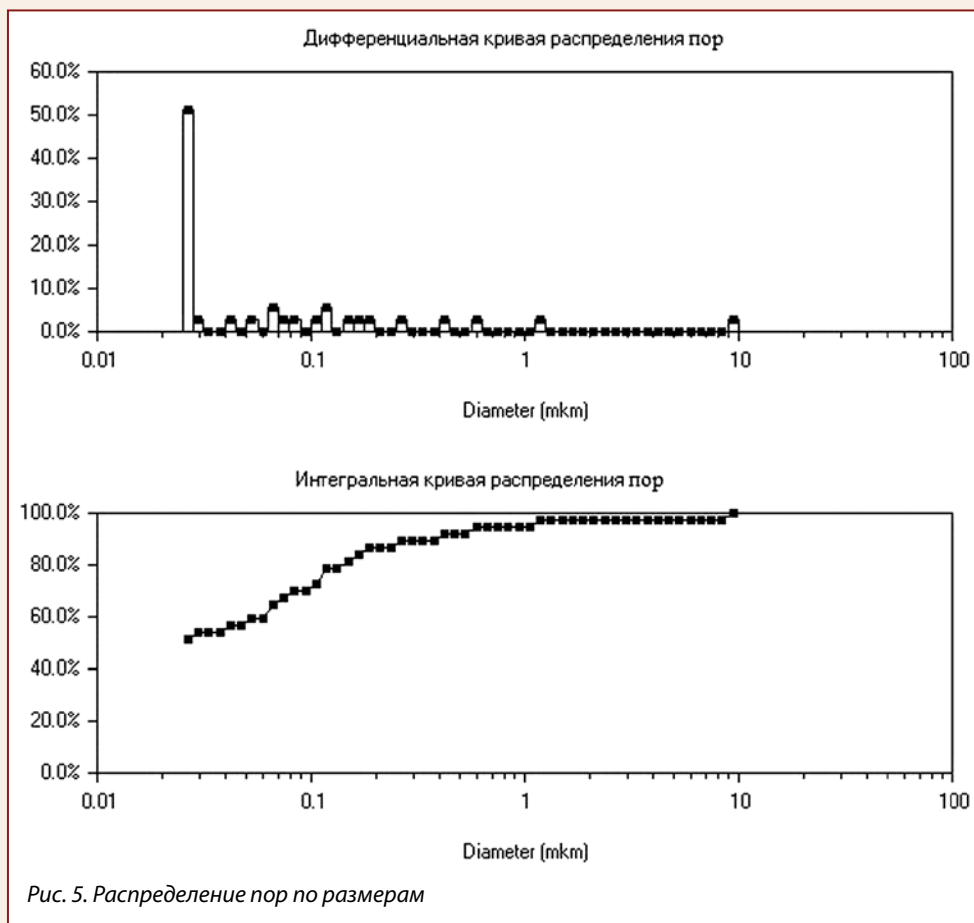 Дифференциальная кривая распределения пор
60.0%
50.0%
40.0%
30.0%
20.0%
10.0%
0.0%
0.01 0.1 1 10 100
Diameter (mkm)
Интегральная кривая распределения пор
100.0%
80.0%
60.0%
40.0%
20.0%
0.0%
0.01 0.1 1 10 100
Diameter (mkm)
Рис. 5. Распределение пор по размерам